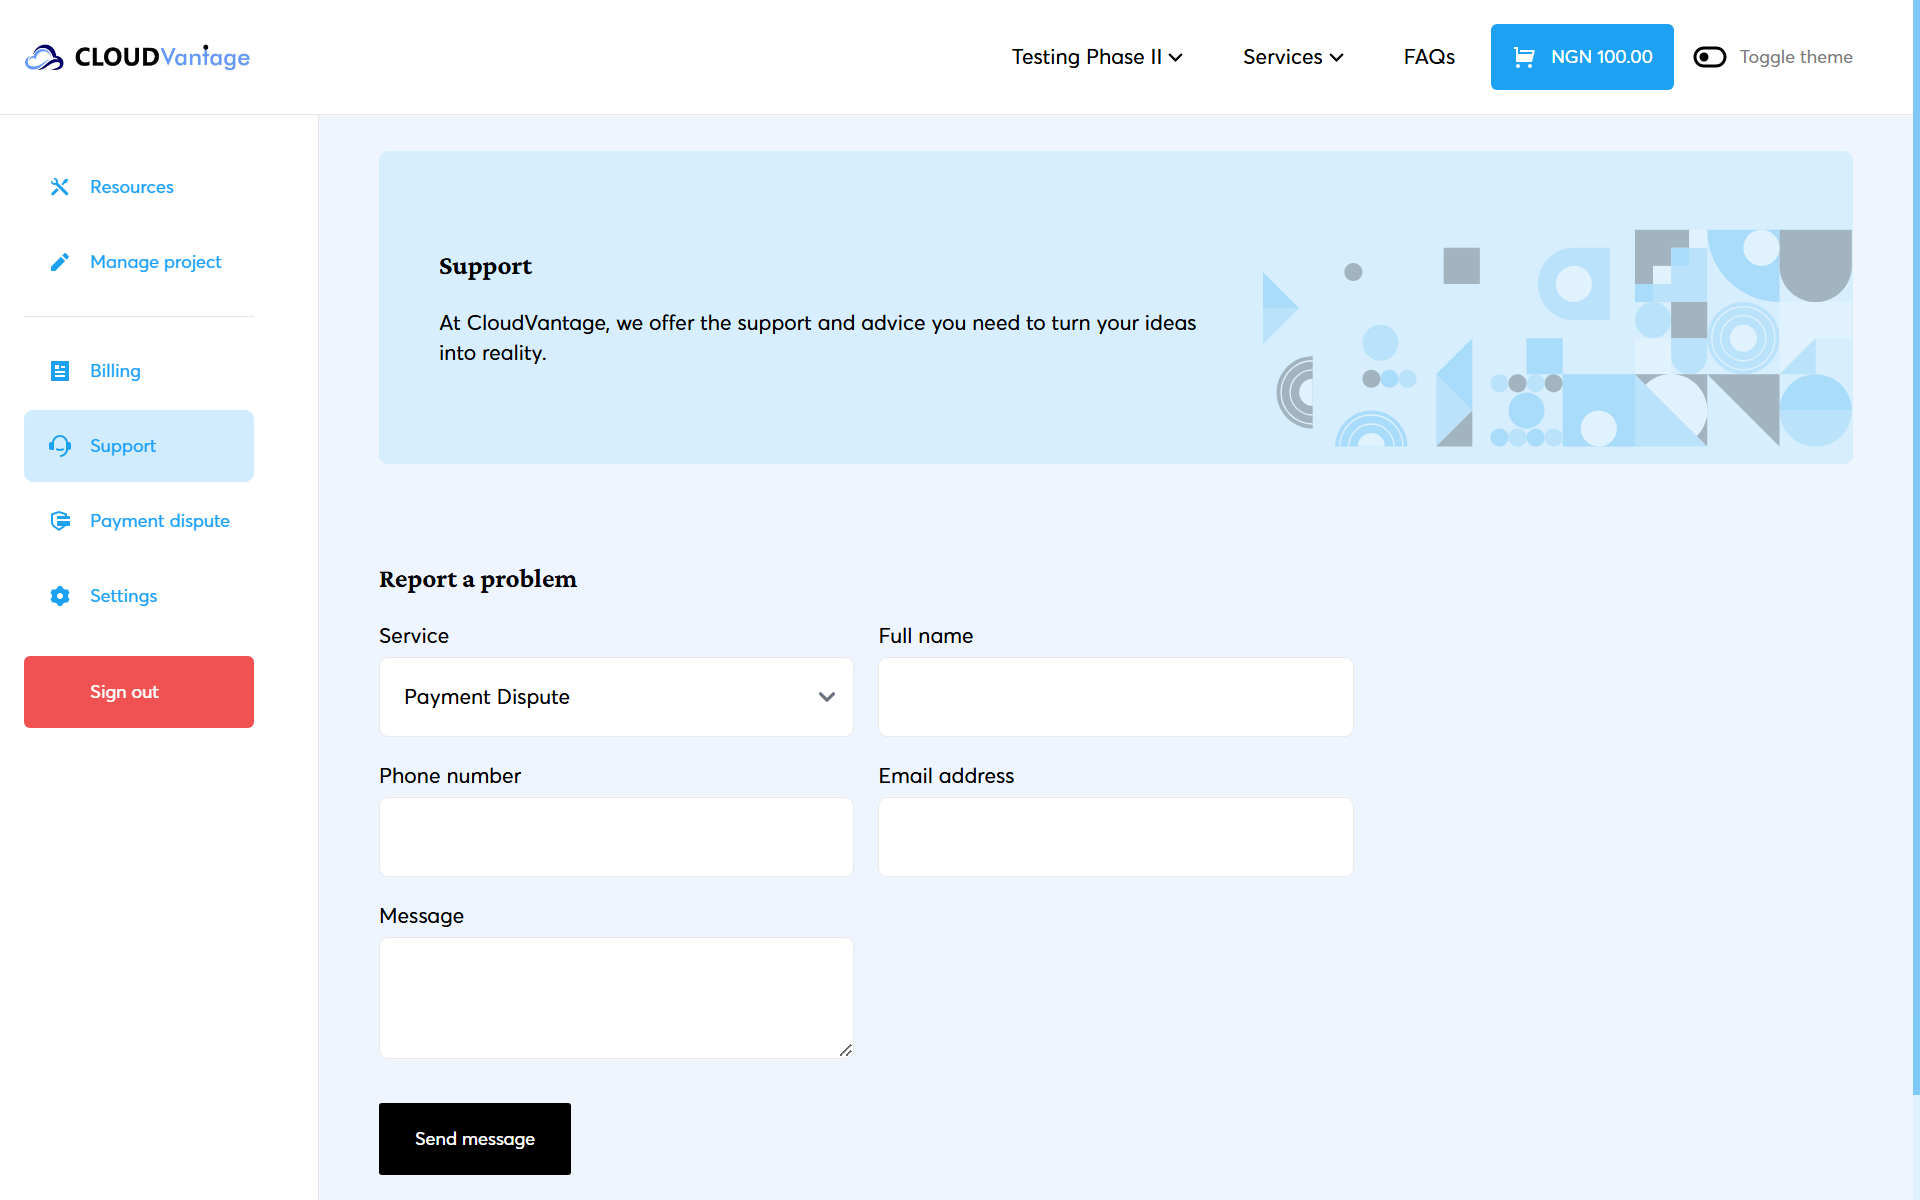 CLOUDVantage
Testing Phase II
Services
FAQs
NGN 100.00
Toggle theme
Resources
Manage project
Billing
Support
Payment dispute
Settings
Sign out
Support
At CloudVantage, we offer the support and advice you need to turn your ideas
into reality.
Report a problem
Service
Full name
Payment Dispute
Phone number
Email address
Message
Send message